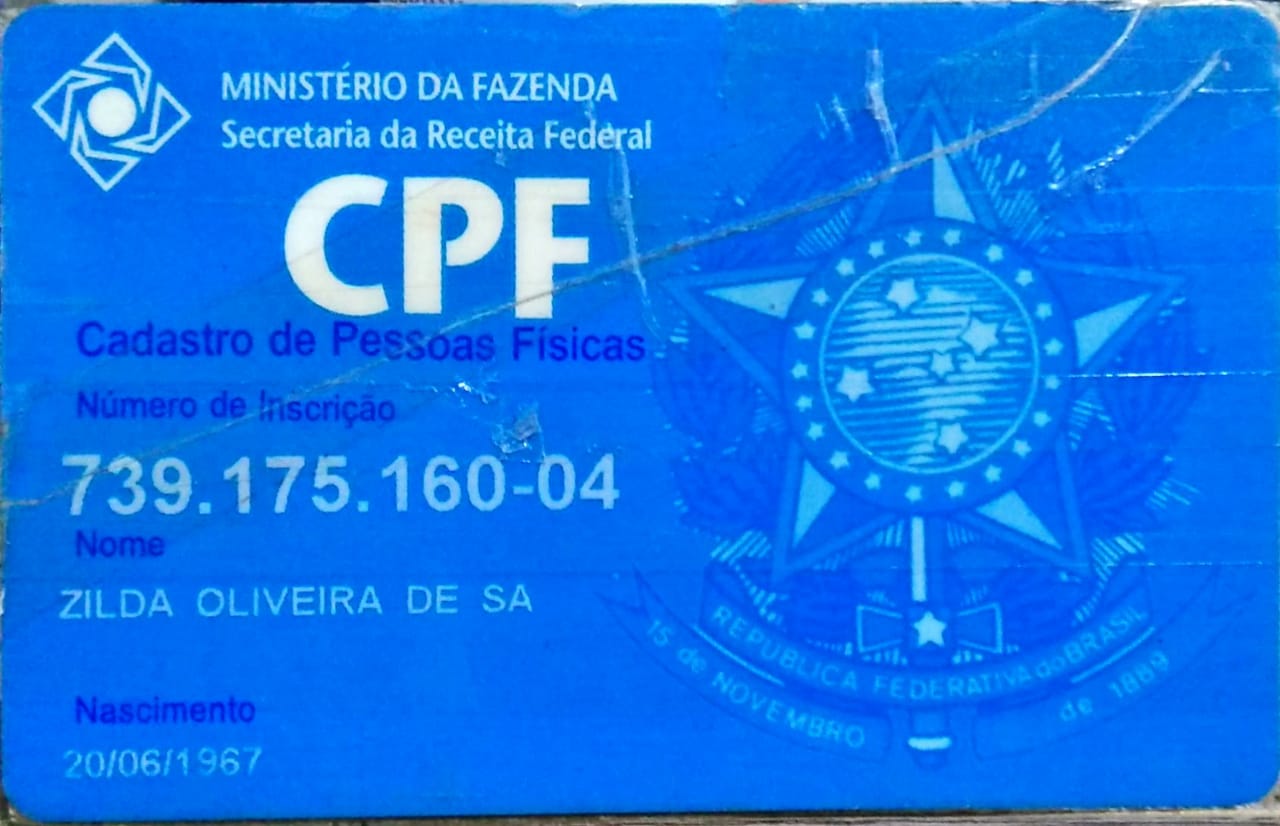 MINISTÉRIO DA FAZENDA
Secretaria da Receita Federal
CPF
Cadastro de Pessoas Físicas
Número de Inscrição
739.175.160-04
Nome
ZILDA OLIVEIRA DE SA
Nascimento
20/06/1967
REPUBLICA FEDERATIVA do BRASIL
15 de NOVEMBRO de 1889